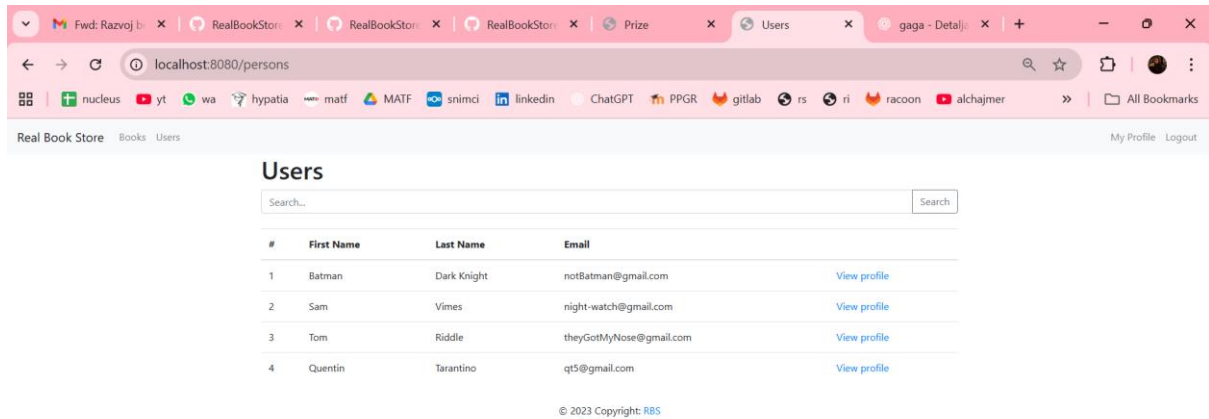 Fwd: Razvoj b
RealBookStore
RealBookStore
RealBookStore
Prize
Users
gaga - Detalja
localhost:8080/persons
nucleus yt wa hypatia matf MATF snimci linkedin ChatGPT PPGR gitlab rs ri racoon alchajmer » All Bookmarks
Real Book Store Books Users My Profile Logout
Users
Search... Search
# First Name Last Name Email
1 Batman Dark Knight notBatman@gmail.com View profile
2 Sam Vimes night-watch@gmail.com View profile
3 Tom Riddle theyGotMyNose@gmail.com View profile
4 Quentin Tarantino qt5@gmail.com View profile
© 2023 Copyright: RBS